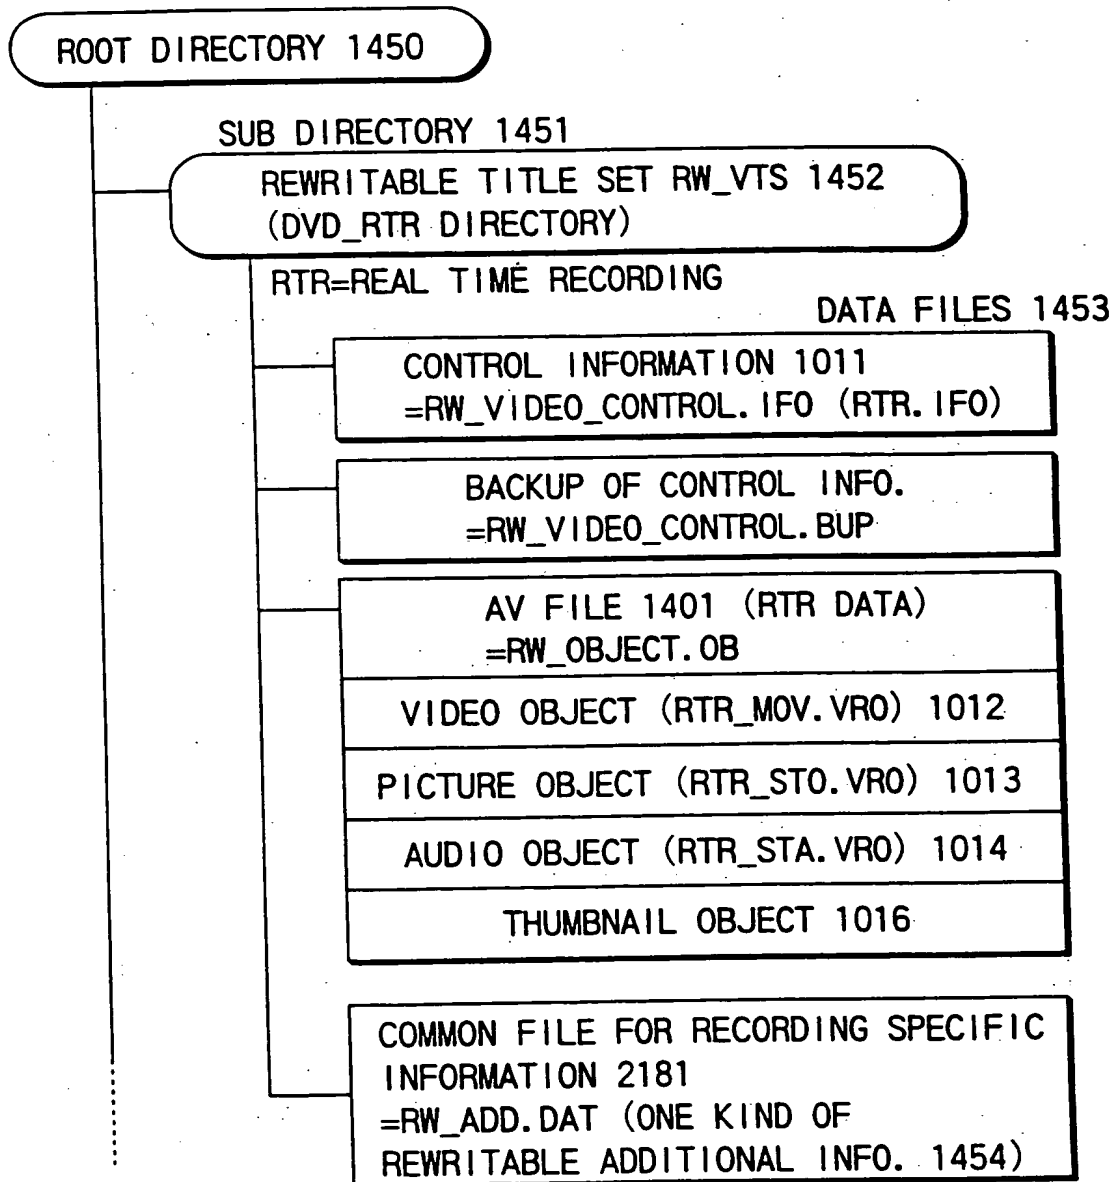 ROOT DIRECTORY 1450
SUB DIRECTORY 1451
REWRITABLE TITLE SET RW_VTS 1452
(DVD_RTR DIRECTORY)
RTR=REAL TIME RECORDING
DATA FILES 1453
CONTROL INFORMATION 1011
=RW_VIDEO_CONTROL.IFO (RTR.IFO)
BACKUP OF CONTROL INFO.
=RW_VIDEO_CONTROL.BUP
AV FILE 1401 (RTR DATA)
=RW_OBJECT.OB
VIDEO OBJECT (RTR_MOV.VRO) 1012
PICTURE OBJECT (RTR_STO.VRO) 1013
AUDIO OBJECT (RTR_STA.VRO) 1014
THUMBNAIL OBJECT 1016
COMMON FILE FOR RECORDING SPECIFIC
INFORMATION 2181
=RW_ADD.DAT (ONE KIND OF
REWRITABLE ADDITIONAL INFO. 1454)